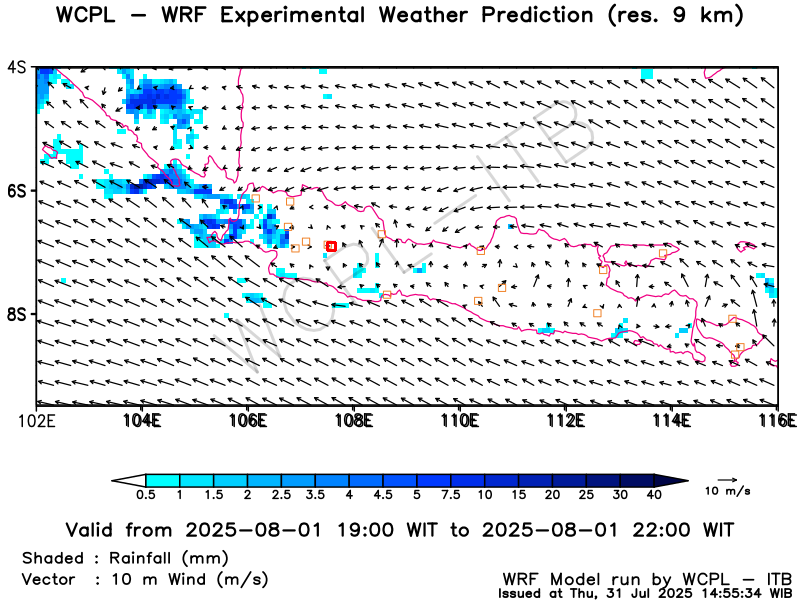 WCPL – WRF Experimental Weather Prediction (res. 9 km)
4S
6S
8S
WCPL–ITB
102E 104E 106E 108E 110E 112E 114E 116E
0.5 1 1.5 2 2.5 3.5 4 4.5 5 7.5 10 15 20 25 30 40
10 m/s
Valid from 2025–08–01 19:00 WIT to 2025–08–01 22:00 WIT
Shaded : Rainfall (mm)
Vector : 10 m Wind (m/s)
WRF Model run by WCPL – ITB
Issued at Thu, 31 Jul 2025 14:55:34 WIB